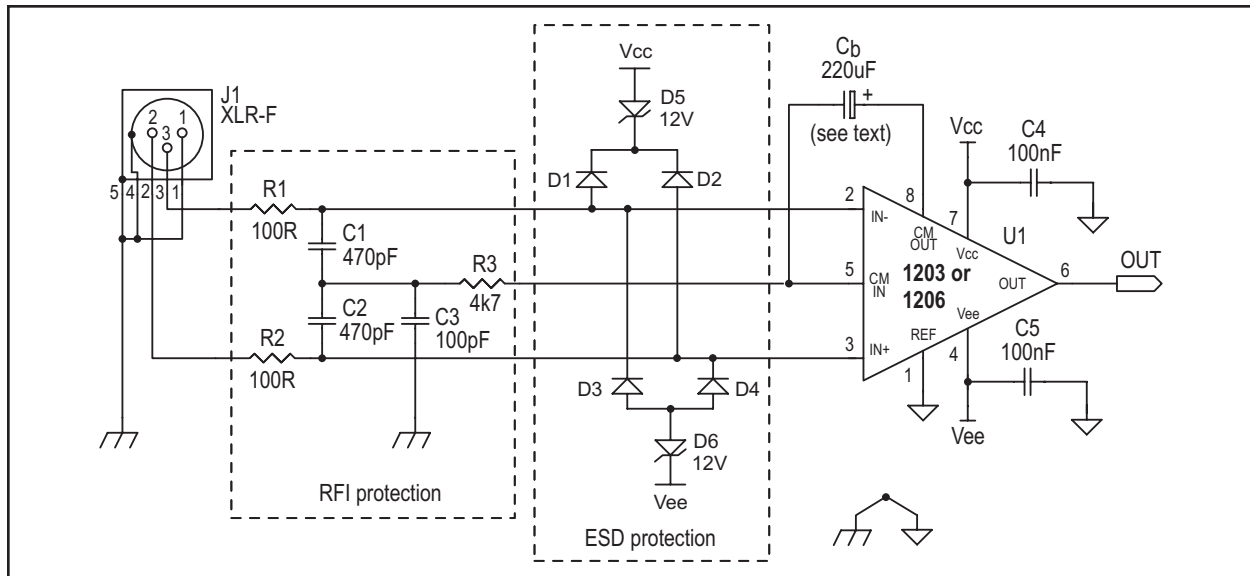 J1
XLR-F
2
3
1
5
4
2
3
1
R1
100R
C1
470pF
R3
4k7
C2
470pF
C3
100pF
R2
100R
RFI protection
Vcc
D5
12V
D1
D2
D3
D4
D6
12V
Vee
ESD protection
Cb
220uF
+
(see text)
Vcc
C4
100nF
2
IN-
8
CM
OUT
7
Vcc
U1
5
CM
IN
1203 or
1206
OUT
6
OUT
Vee
3
IN+
REF
1
4
C5
100nF
Vee